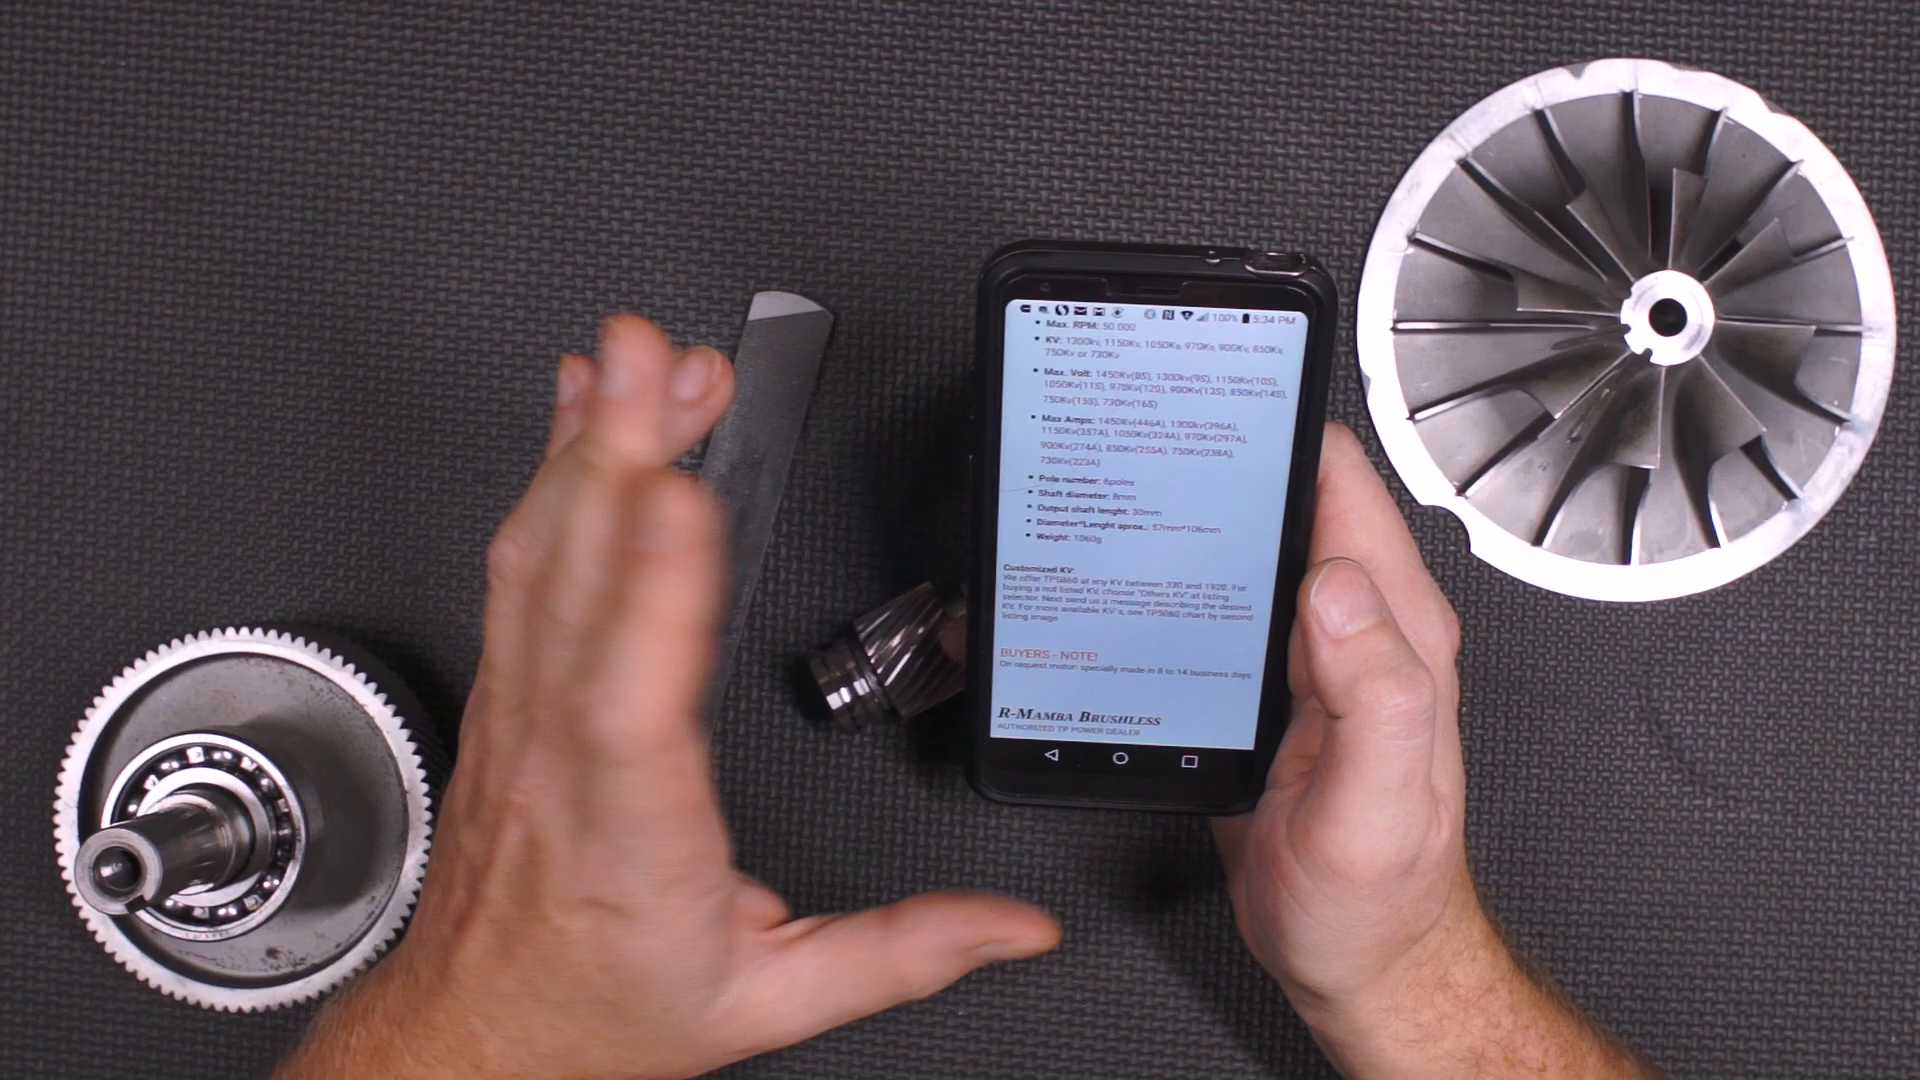 100% 5:34 PM
Max. RPM: 50.000
KV: 1300kv, 1150Kv, 1050Kv, 970Kv, 900Kv, 850Kv,
750Kv or 730Kv
Max. Volt: 1450Kv(8S), 1300kv(9S), 1150Kv(10S),
1050Kv(11S), 970Kv(12S), 900Kv(13S), 850Kv(14S),
750Kv(15S), 730Kv(16S)
Max Amps: 1450Kv(446A), 1300kv(396A),
1150Kv(357A), 1050Kv(324A), 970Kv(297A),
900Kv(274A), 850Kv(255A), 750Kv(238A),
730Kv(223A)
Pole number: 6poles
Shaft diameter: 8mm
Output shaft lenght: 30mm
Diameter*Lenght aprox.: 57mm*106mm
Weight: 1060g
Customized KV:
We offer TP5860 at any KV between 330 and 1920. For
buying a not listed KV, choose "Others KV" at listing
selector. Next send us a message describing the desired
KV. For more available KV's, see TP5860 chart by second
listing image
BUYERS - NOTE!
On request motor: specially made in 8 to 14 business days
R-MAMBA BRUSHLESS
AUTHORIZED TP POWER DEALER